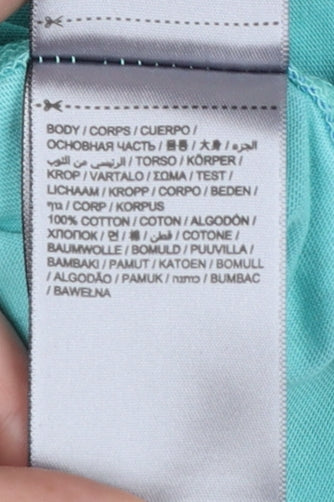 BODY / CORPS / CUERPO /
ОСНОВНАЯ ЧАСТЬ / 몸통 / 大身 / الجزء
الرئيسي من الثوب / TORSO / KÖRPER /
KROP / VARTALO / ΣΩΜΑ / TEST /
LICHAAM / KROPP / CORPO / BEDEN /
גוף / CORP / KORPUS
100% COTTON / COTON / ALGODÓN /
ХЛОПОК / 면 / 棉 / قطن / COTONE /
BAUMWOLLE / BOMULD / PUUVILLA /
ΒΑΜΒΑΚΙ / PAMUT / KATOEN / BOMULL
/ ALGODÃO / PAMUK / כותנה / BUMBAC
/ BAWEŁNA